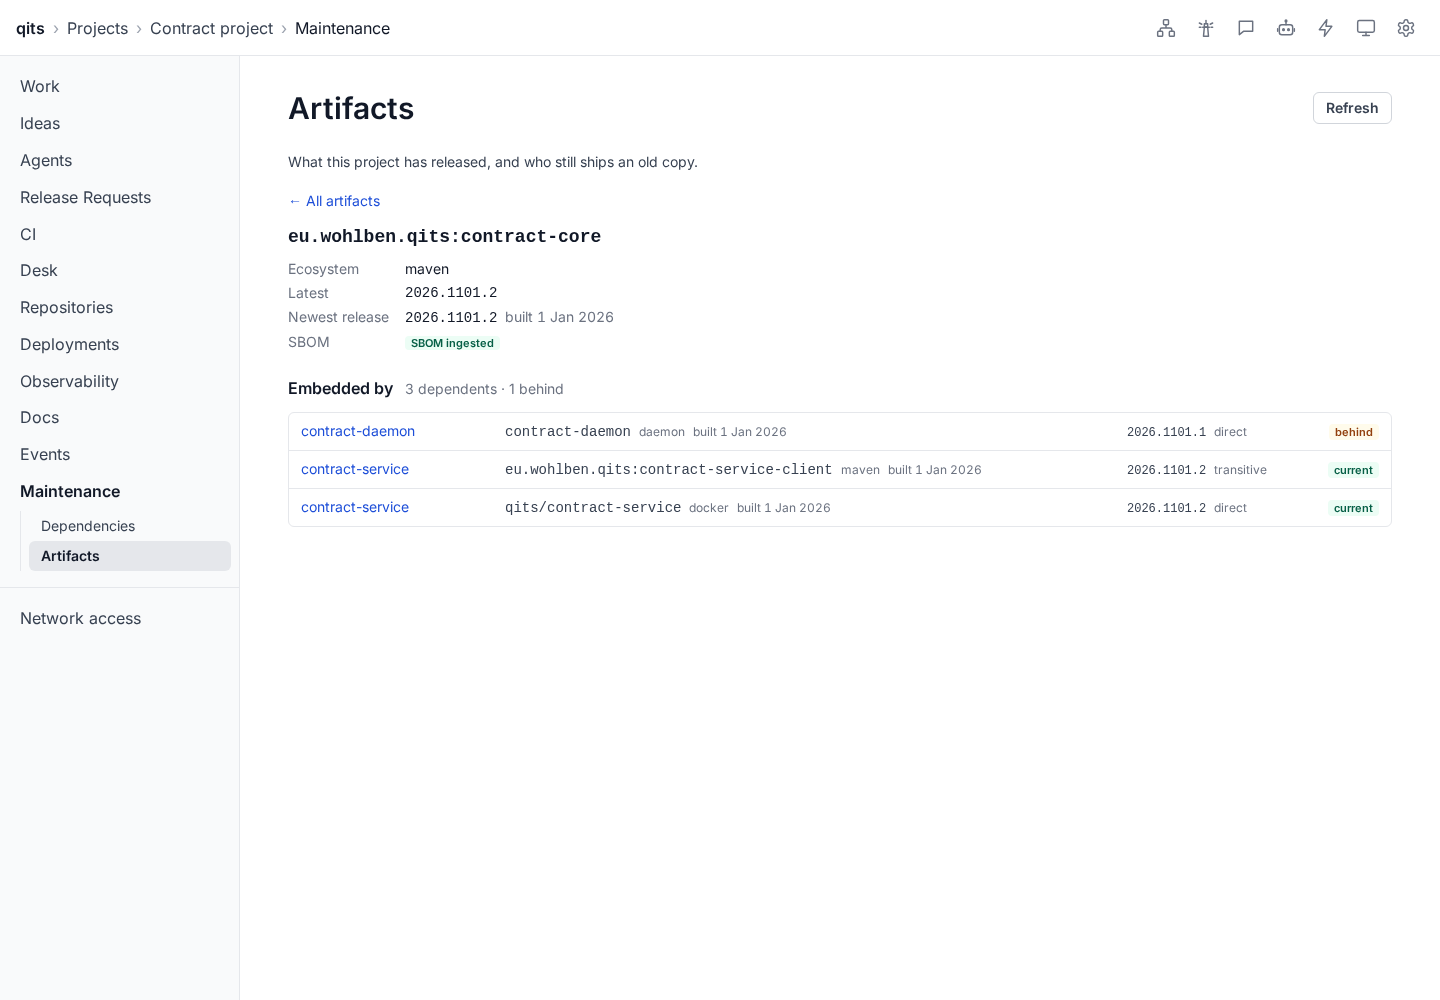 qits › Projects › Contract project › Maintenance
Work
Ideas
Agents
Release Requests
CI
Desk
Repositories
Deployments
Observability
Docs
Events
Maintenance
Dependencies
Artifacts
Network access
Artifacts
Refresh
What this project has released, and who still ships an old copy.
← All artifacts
eu.wohlben.qits:contract-core
Ecosystem maven
Latest 2026.1101.2
Newest release 2026.1101.2 built 1 Jan 2026
SBOM SBOM ingested
Embedded by 3 dependents · 1 behind
contract-daemon contract-daemon daemon built 1 Jan 2026 2026.1101.1 direct behind
contract-service eu.wohlben.qits:contract-service-client maven built 1 Jan 2026 2026.1101.2 transitive current
contract-service qits/contract-service docker built 1 Jan 2026 2026.1101.2 direct current